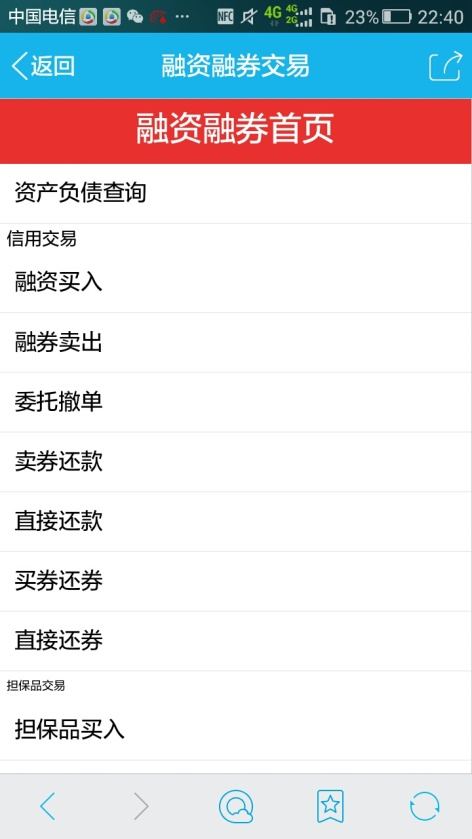 中国电信 ... NFC 4G 4G 2G 23% 22:40
返回 融资融券交易
融资融券首页
资产负债查询
信用交易
融资买入
融券卖出
委托撤单
卖券还款
直接还款
买券还券
直接还券
担保品交易
担保品买入